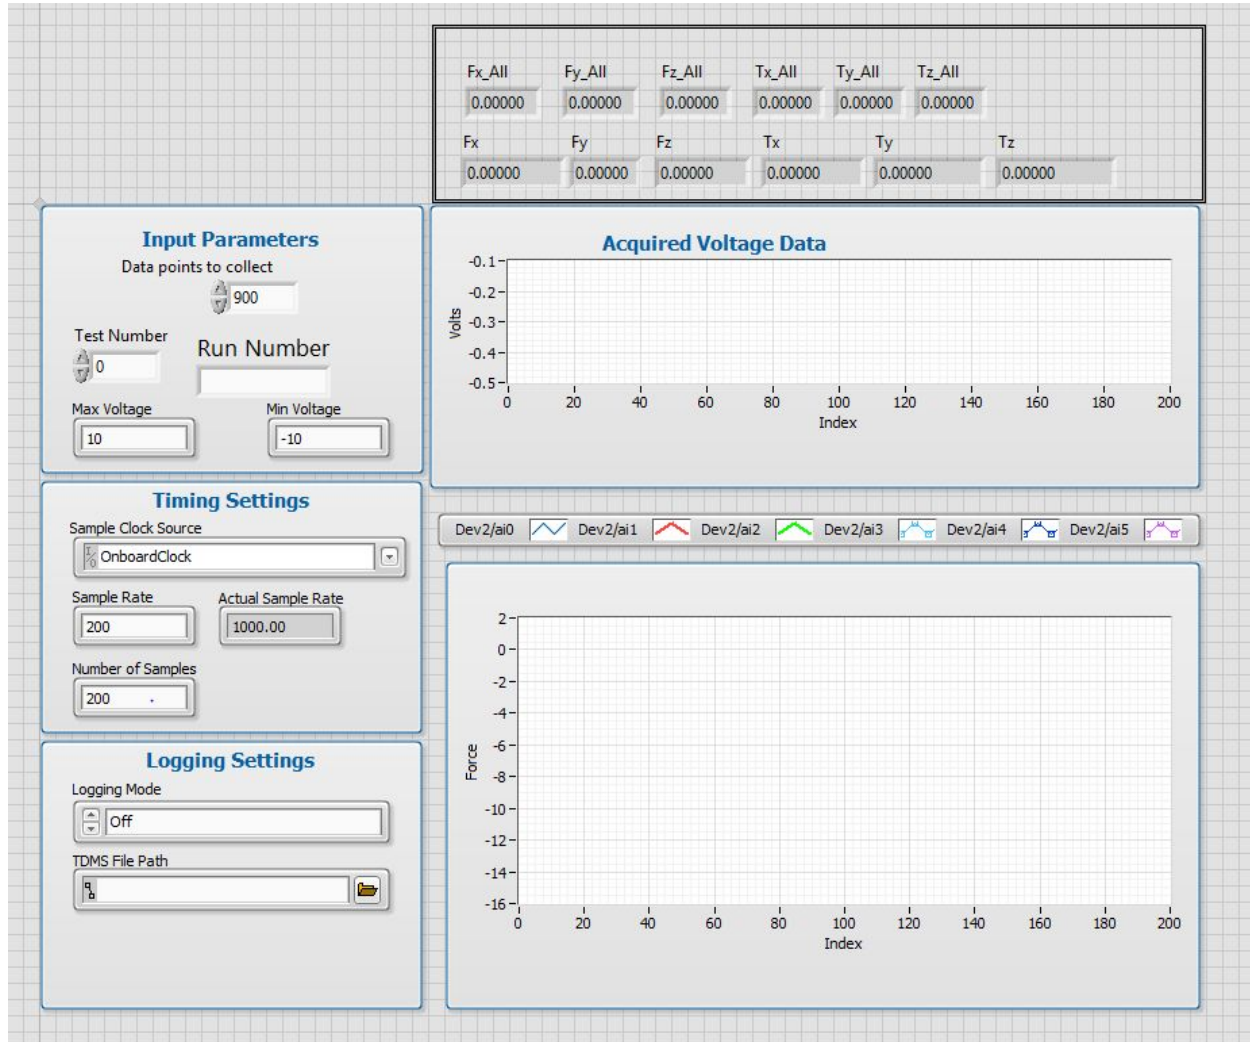 Fx_All Fy_All Fz_All Tx_All Ty_All Tz_All
0.00000 0.00000 0.00000 0.00000 0.00000 0.00000
Fx Fy Fz Tx Ty Tz
0.00000 0.00000 0.00000 0.00000 0.00000 0.00000
Input Parameters
Data points to collect
900
Test Number
0
Run Number
Max Voltage Min Voltage
10 -10
Timing Settings
Sample Clock Source
OnboardClock
Sample Rate Actual Sample Rate
200 1000.00
Number of Samples
200
Logging Settings
Logging Mode
Off
TDMS File Path
Acquired Voltage Data
Volts
-0.1
-0.2
-0.3
-0.4
-0.5
0 20 40 60 80 100 120 140 160 180 200
Index
Dev2/ai0 Dev2/ai1 Dev2/ai2 Dev2/ai3 Dev2/ai4 Dev2/ai5
Force
2
0
-2
-4
-6
-8
-10
-12
-14
-16
0 20 40 60 80 100 120 140 160 180 200
Index